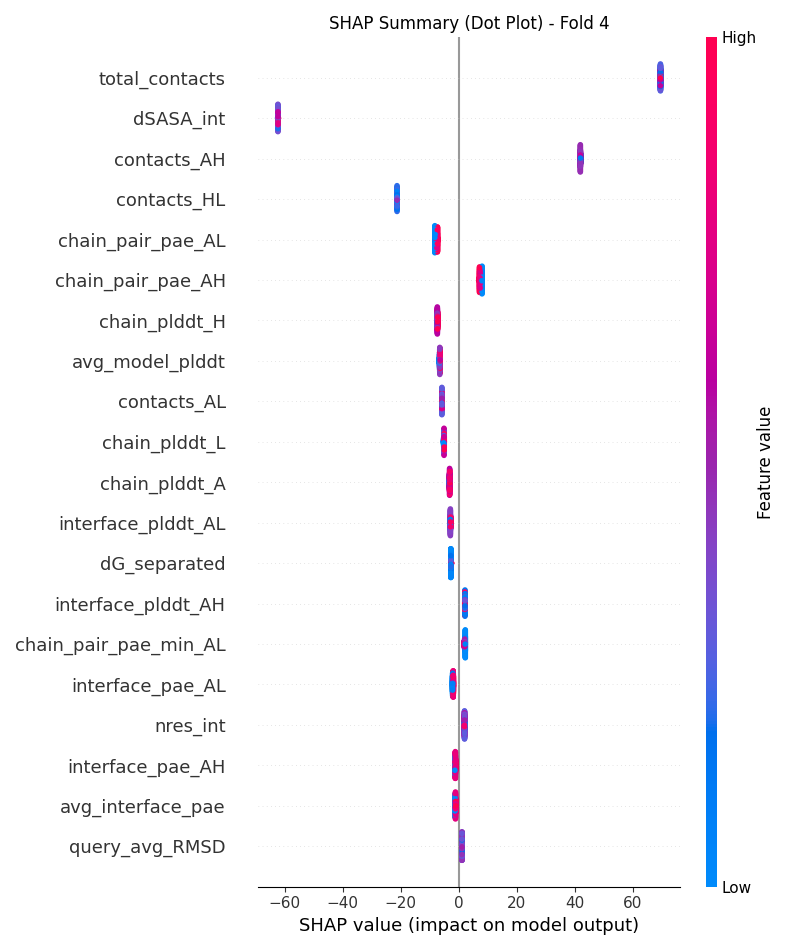 SHAP Summary (Dot Plot) - Fold 4
High
total_contacts
dSASA_int
contacts_AH
contacts_HL
chain_pair_pae_AL
chain_pair_pae_AH
chain_plddt_H
avg_model_plddt
contacts_AL
chain_plddt_L
chain_plddt_A
interface_plddt_AL
dG_separated
interface_plddt_AH
chain_pair_pae_min_AL
interface_pae_AL
nres_int
interface_pae_AH
avg_interface_pae
query_avg_RMSD
Feature value
Low
−60 −40 −20 0 20 40 60
SHAP value (impact on model output)